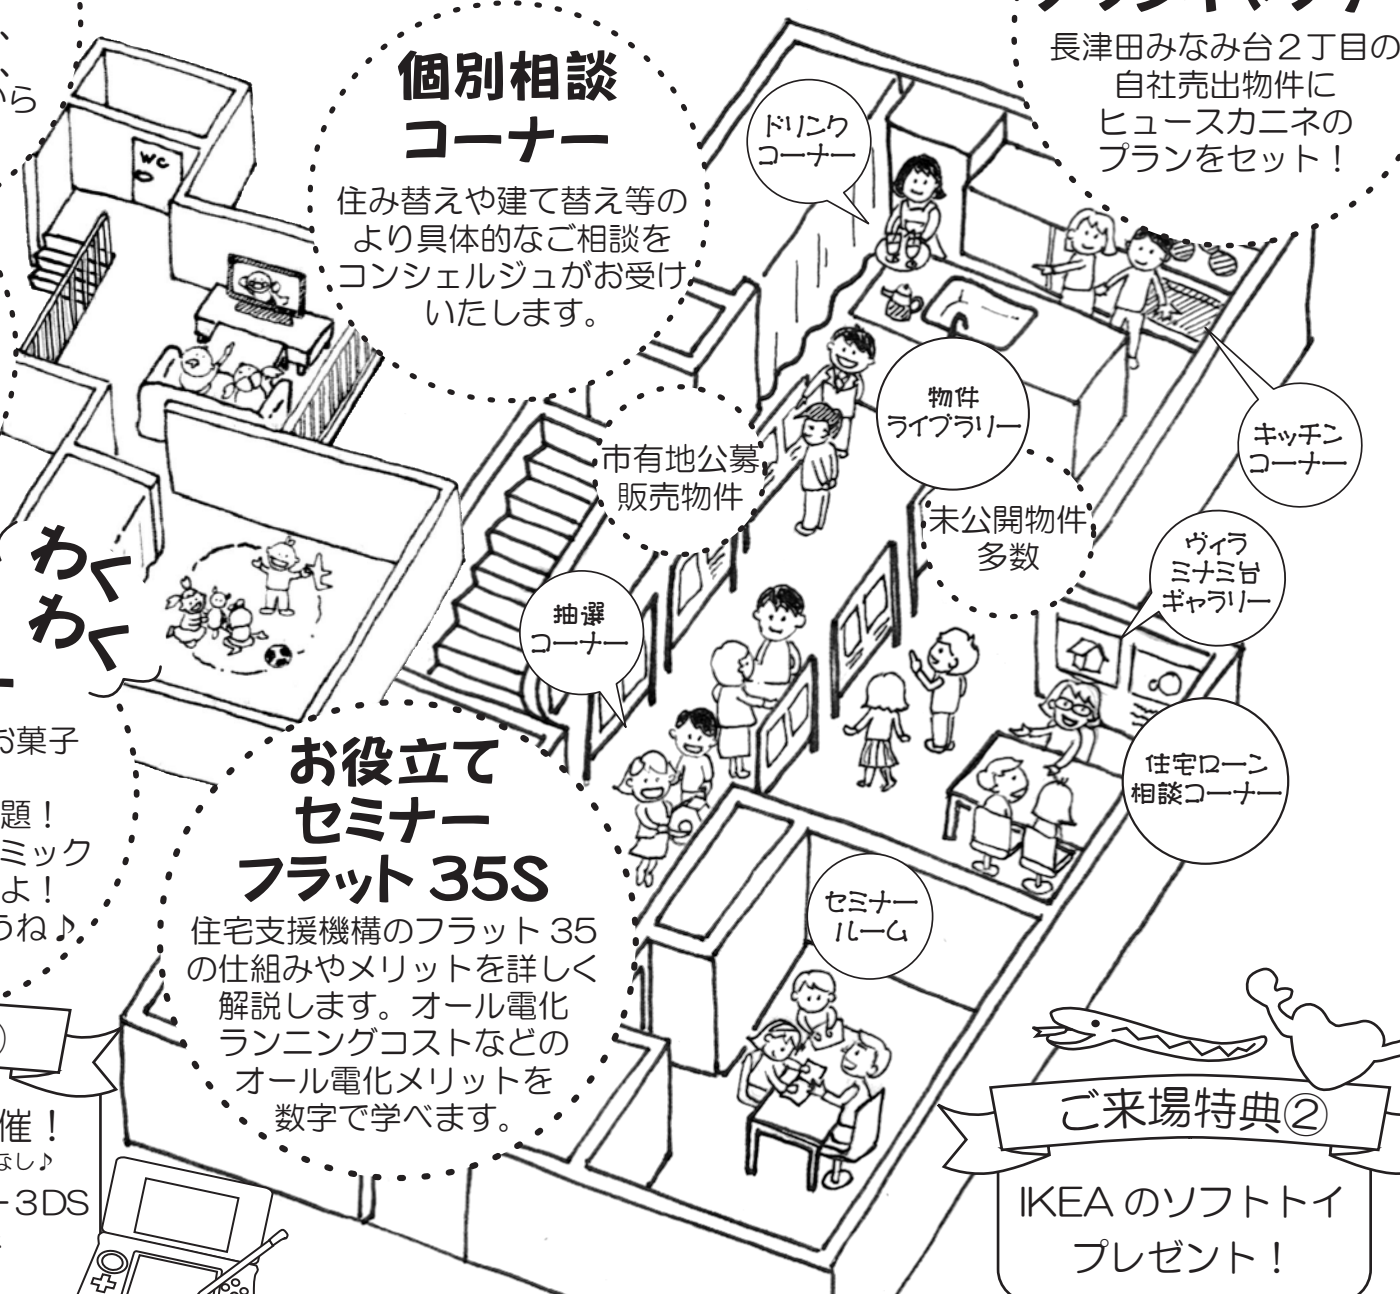 個別相談
コーナー
住み替えや建て替え等の
より具体的なご相談を
コンシェルジュがお受け
いたします。
長津田みなみ台２丁目の
自社売出物件に
ヒュースカニネの
プランをセット！
から
WC
ドリンク
コーナー
物件
ライブラリー
キッチン
コーナー
市有地公募
販売物件
未公開物件
多数
ヴィラ
ミナミ台
ギャラリー
抽選
コーナー
わく
わく
お菓子
題！
ミック
よ！
うね♪
お役立て
セミナー
フラット 35S
住宅支援機構のフラット 35
の仕組みやメリットを詳しく
解説します。オール電化
ランニングコストなどの
オール電化メリットを
数字で学べます。
住宅ローン
相談コーナー
セミナー
ルーム
催！
なし♪
3DS
ご来場特典②
IKEA のソフトトイ
プレゼント！